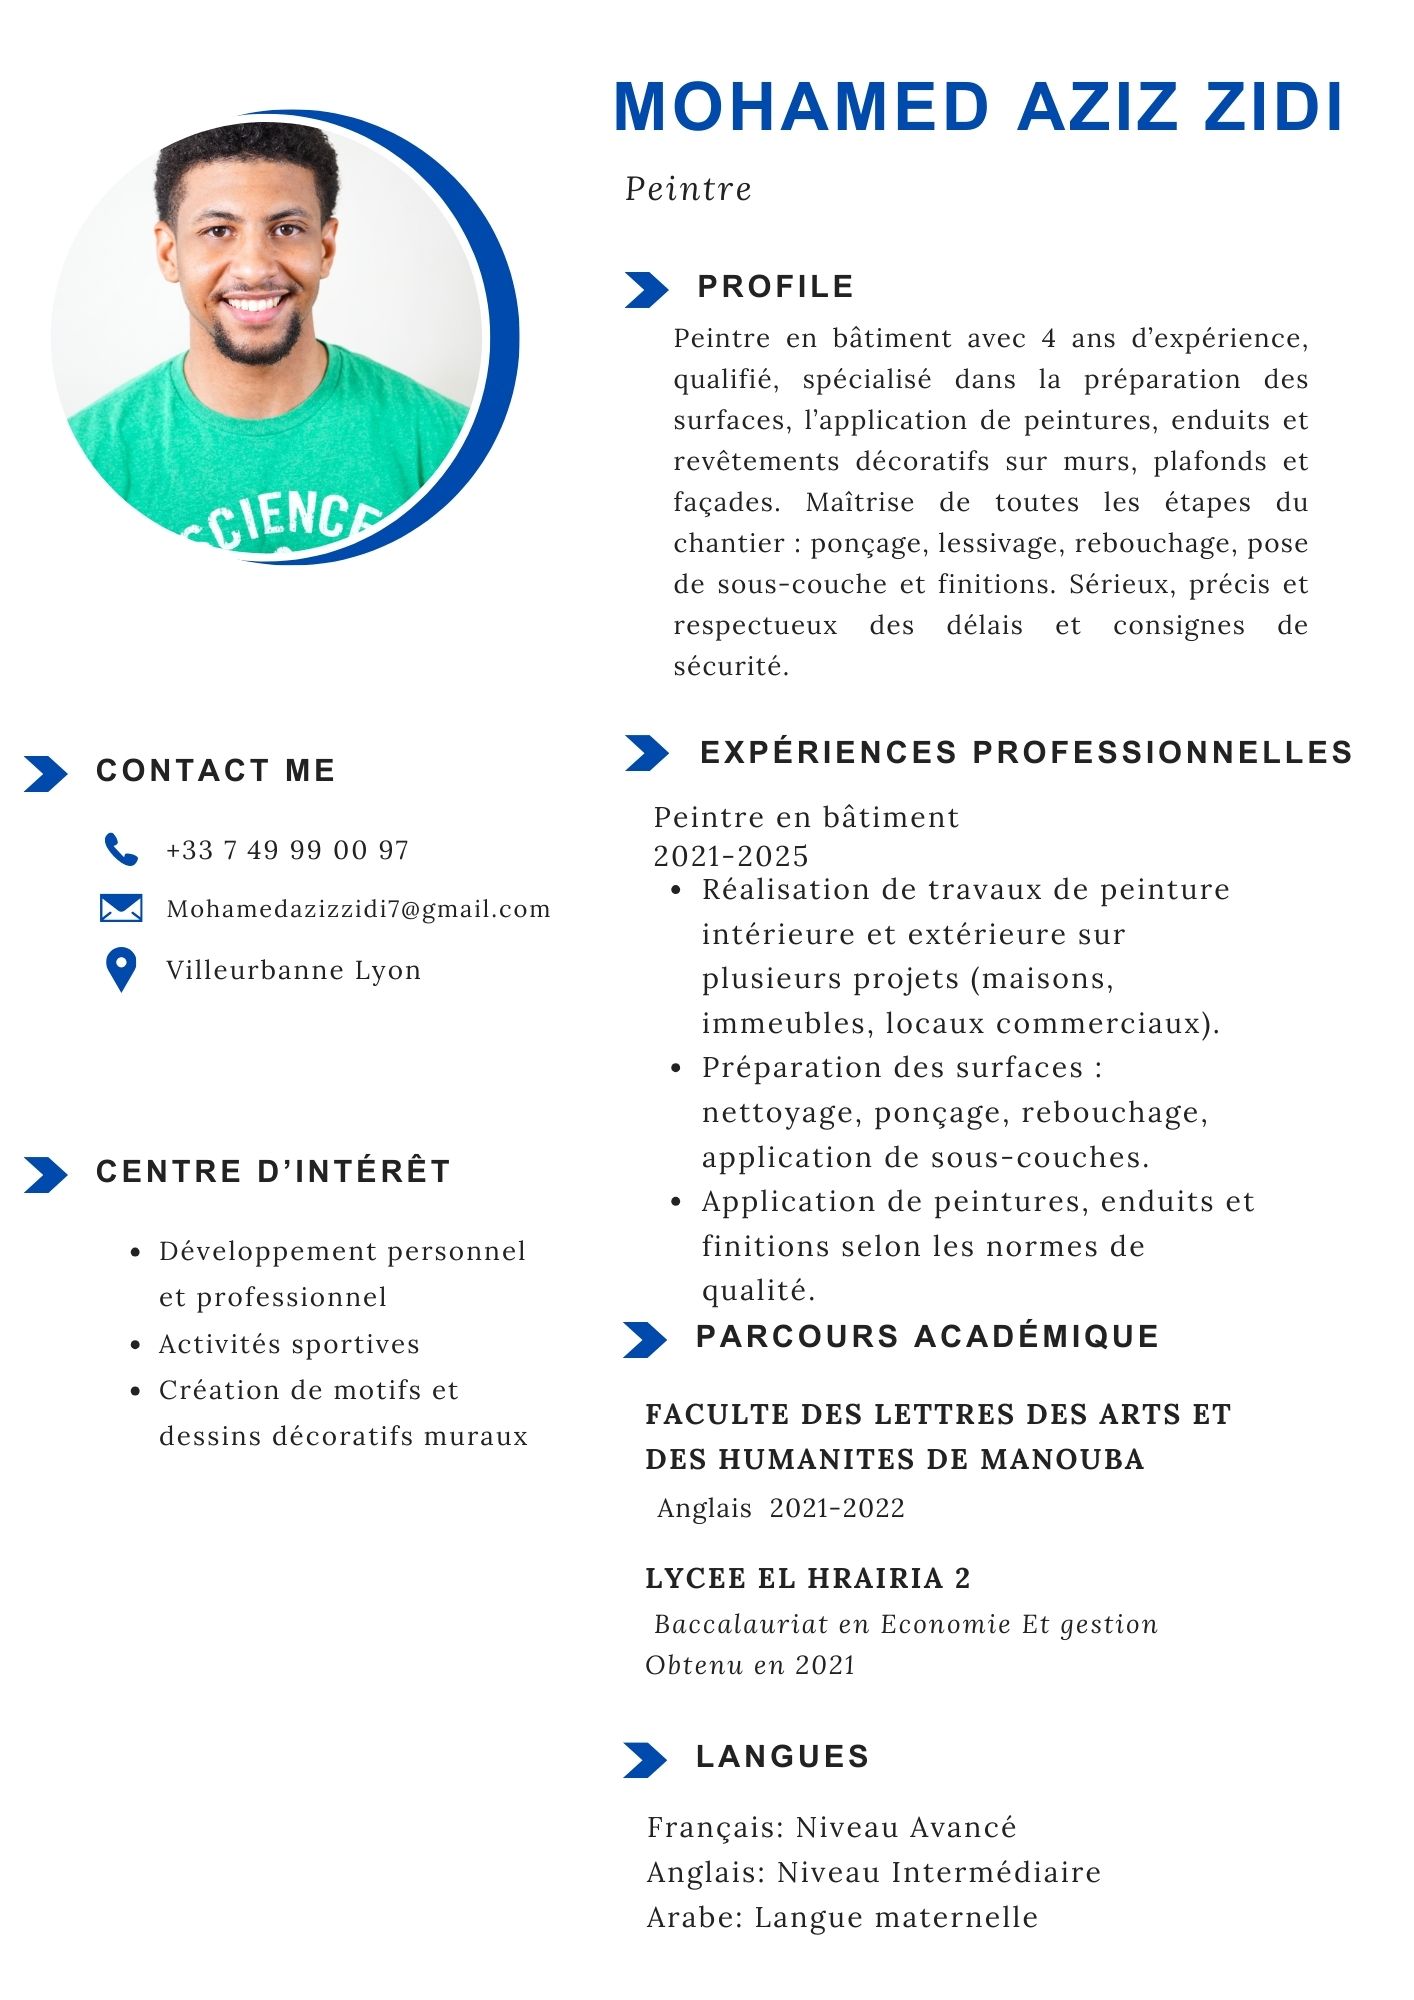 MOHAMED AZIZ ZIDI
Peintre
SCIENCE
PROFILE
Peintre en bâtiment avec 4 ans d’expérience,
qualifié, spécialisé dans la préparation des
surfaces, l’application de peintures, enduits et
revêtements décoratifs sur murs, plafonds et
façades. Maîtrise de toutes les étapes du
chantier : ponçage, lessivage, rebouchage, pose
de sous-couche et finitions. Sérieux, précis et
respectueux des délais et consignes de
sécurité.
CONTACT ME
+33 7 49 99 00 97
Mohamedazizzidi7@gmail.com
Villeurbanne Lyon
CENTRE D’INTÉRÊT
• Développement personnel
et professionnel
• Activités sportives
• Création de motifs et
dessins décoratifs muraux
EXPÉRIENCES PROFESSIONNELLES
Peintre en bâtiment
2021-2025
• Réalisation de travaux de peinture
intérieure et extérieure sur
plusieurs projets (maisons,
immeubles, locaux commerciaux).
• Préparation des surfaces :
nettoyage, ponçage, rebouchage,
application de sous-couches.
• Application de peintures, enduits et
finitions selon les normes de
qualité.
PARCOURS ACADÉMIQUE
FACULTE DES LETTRES DES ARTS ET
DES HUMANITES DE MANOUBA
Anglais 2021-2022
LYCEE EL HRAIRIA 2
Baccalauriat en Economie Et gestion
Obtenu en 2021
LANGUES
Français: Niveau Avancé
Anglais: Niveau Intermédiaire
Arabe: Langue maternelle